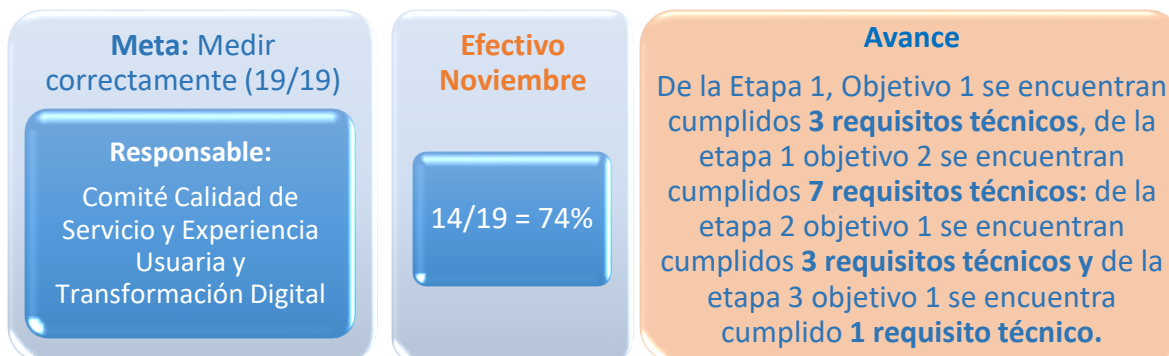 Meta: Medir
correctamente (19/19)
Responsable:
Comité Calidad de
Servicio y Experiencia
Usuaria y
Transformación Digital
Efectivo
Noviembre
14/19 = 74%
Avance
De la Etapa 1, Objetivo 1 se encuentran
cumplidos 3 requisitos técnicos, de la
etapa 1 objetivo 2 se encuentran
cumplidos 7 requisitos técnicos: de la
etapa 2 objetivo 1 se encuentran
cumplidos 3 requisitos técnicos y de la
etapa 3 objetivo 1 se encuentra
cumplido 1 requisito técnico.